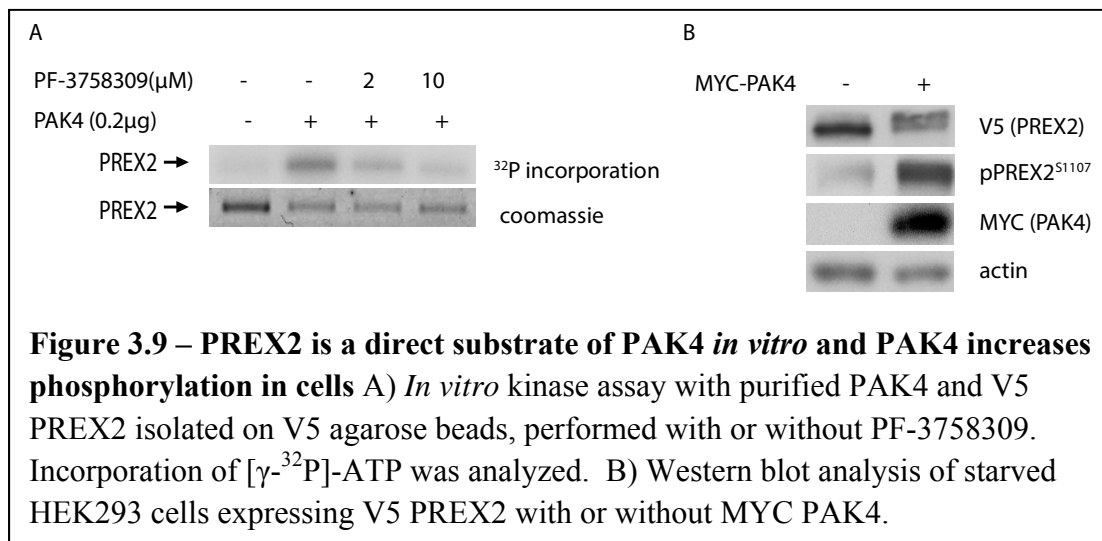 A
PF-3758309(μM) - - 2 10
PAK4 (0.2μg) - + + +
PREX2 → ³²P incorporation
PREX2 → coomassie
B
MYC-PAK4 - +
V5 (PREX2)
pPREX2ˢ¹¹⁰⁷
MYC (PAK4)
actin
Figure 3.9 – PREX2 is a direct substrate of PAK4 in vitro and PAK4 increases
phosphorylation in cells A) In vitro kinase assay with purified PAK4 and V5
PREX2 isolated on V5 agarose beads, performed with or without PF-3758309.
Incorporation of [γ-³²P]-ATP was analyzed. B) Western blot analysis of starved
HEK293 cells expressing V5 PREX2 with or without MYC PAK4.